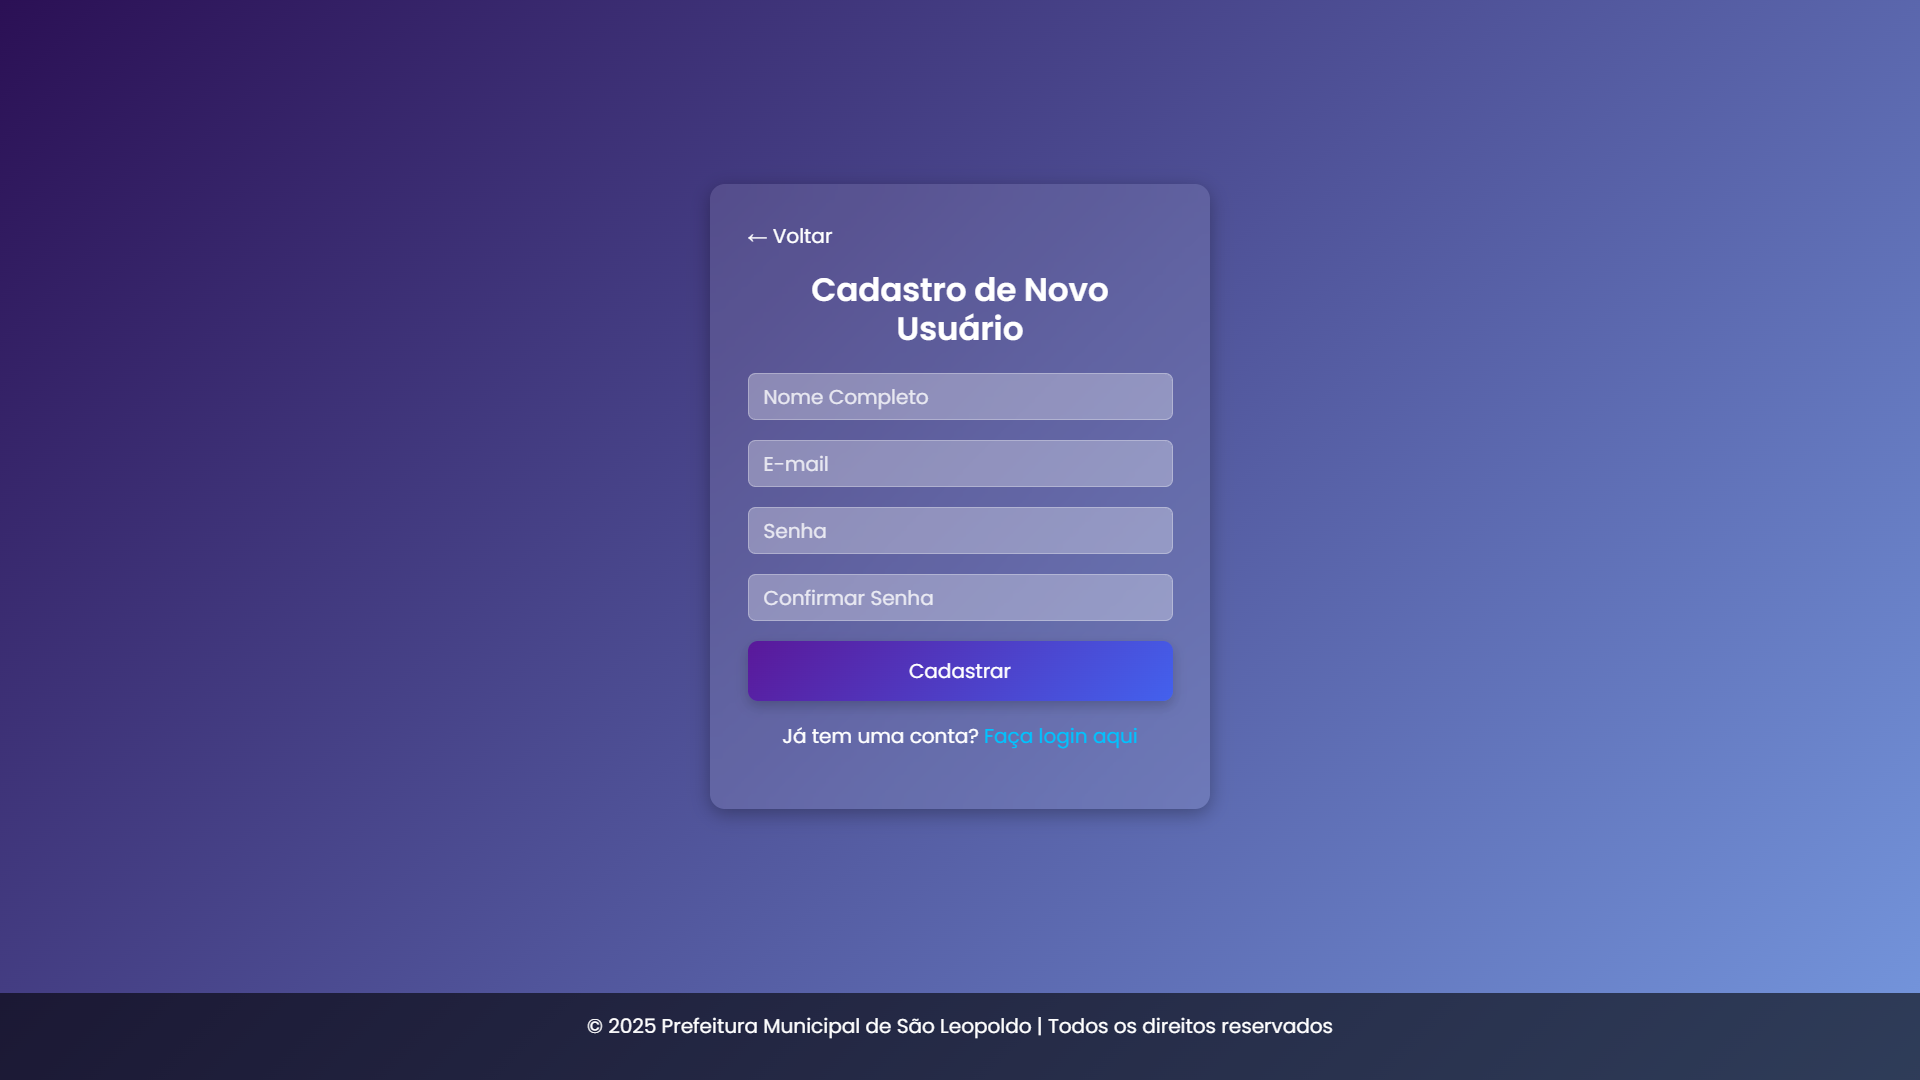 ← Voltar
Cadastro de Novo
Usuário
Nome Completo
E-mail
Senha
Confirmar Senha
Cadastrar
Já tem uma conta? Faça login aqui
© 2025 Prefeitura Municipal de São Leopoldo | Todos os direitos reservados